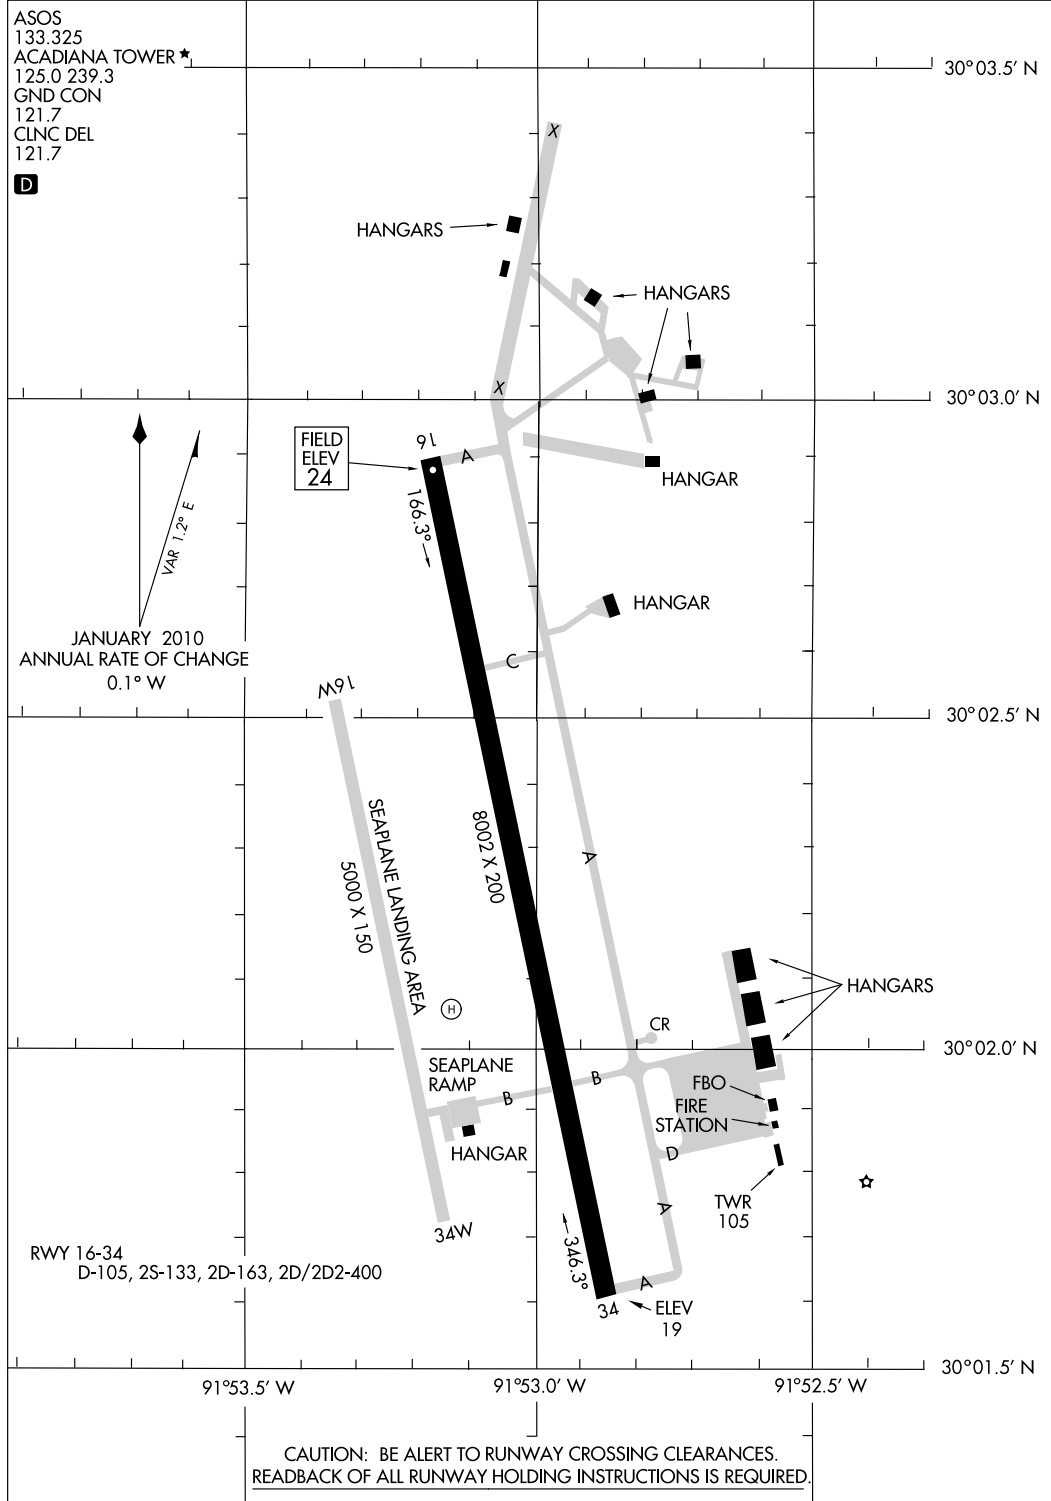 ASOS
133.325
ACADIANA TOWER ★
125.0 239.3
GND CON
121.7
CLNC DEL
121.7
D
30°03.5' N
X
HANGARS
HANGARS
X
30°03.0' N
16
A
FIELD
ELEV
24
HANGAR
166.3°
VAR 1.2° E
HANGAR
JANUARY 2010
ANNUAL RATE OF CHANGE
0.1° W
C
16W
30°02.5' N
SEAPLANE LANDING AREA
5000 X 150
8002 X 200
A
HANGARS
H
CR
30°02.0' N
SEAPLANE
RAMP
B
B
FBO
FIRE
STATION
HANGAR
D
TWR
105
A
34W
346.3°
RWY 16-34
D-105, 2S-133, 2D-163, 2D/2D2-400
A
34
ELEV
19
30°01.5' N
91°53.5' W
91°53.0' W
91°52.5' W
CAUTION: BE ALERT TO RUNWAY CROSSING CLEARANCES.
READBACK OF ALL RUNWAY HOLDING INSTRUCTIONS IS REQUIRED.